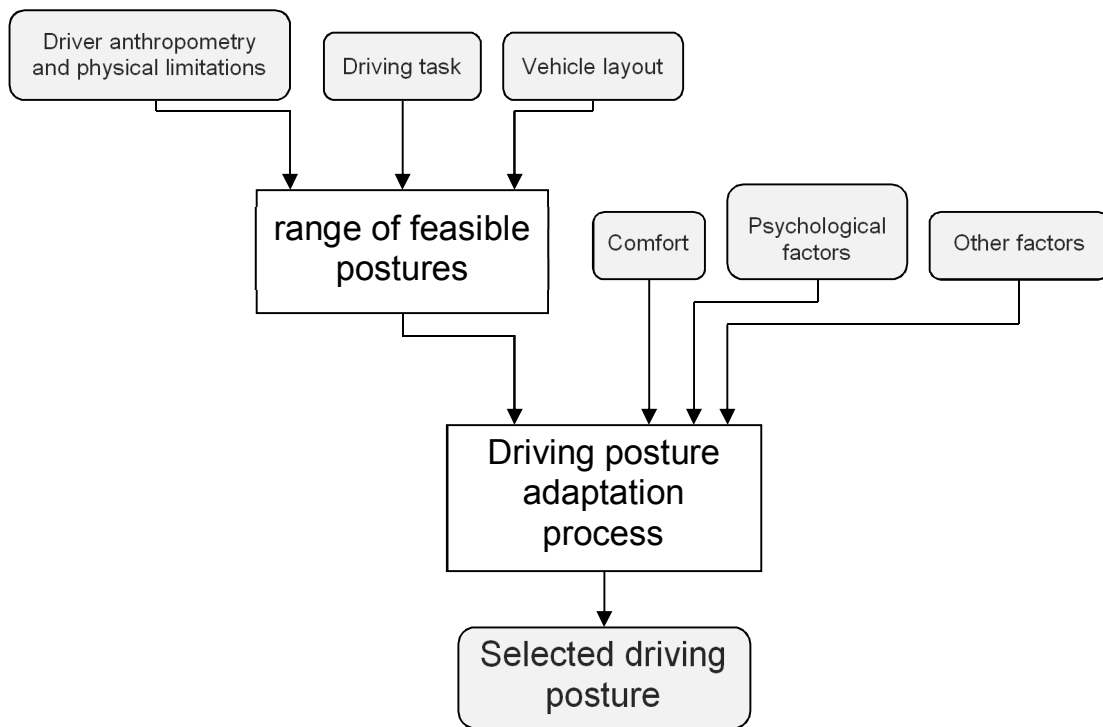 Driver anthropometry
and physical limitations
Driving task
Vehicle layout
range of feasible
postures
Comfort
Psychological
factors
Other factors
Driving posture
adaptation
process
Selected driving
posture